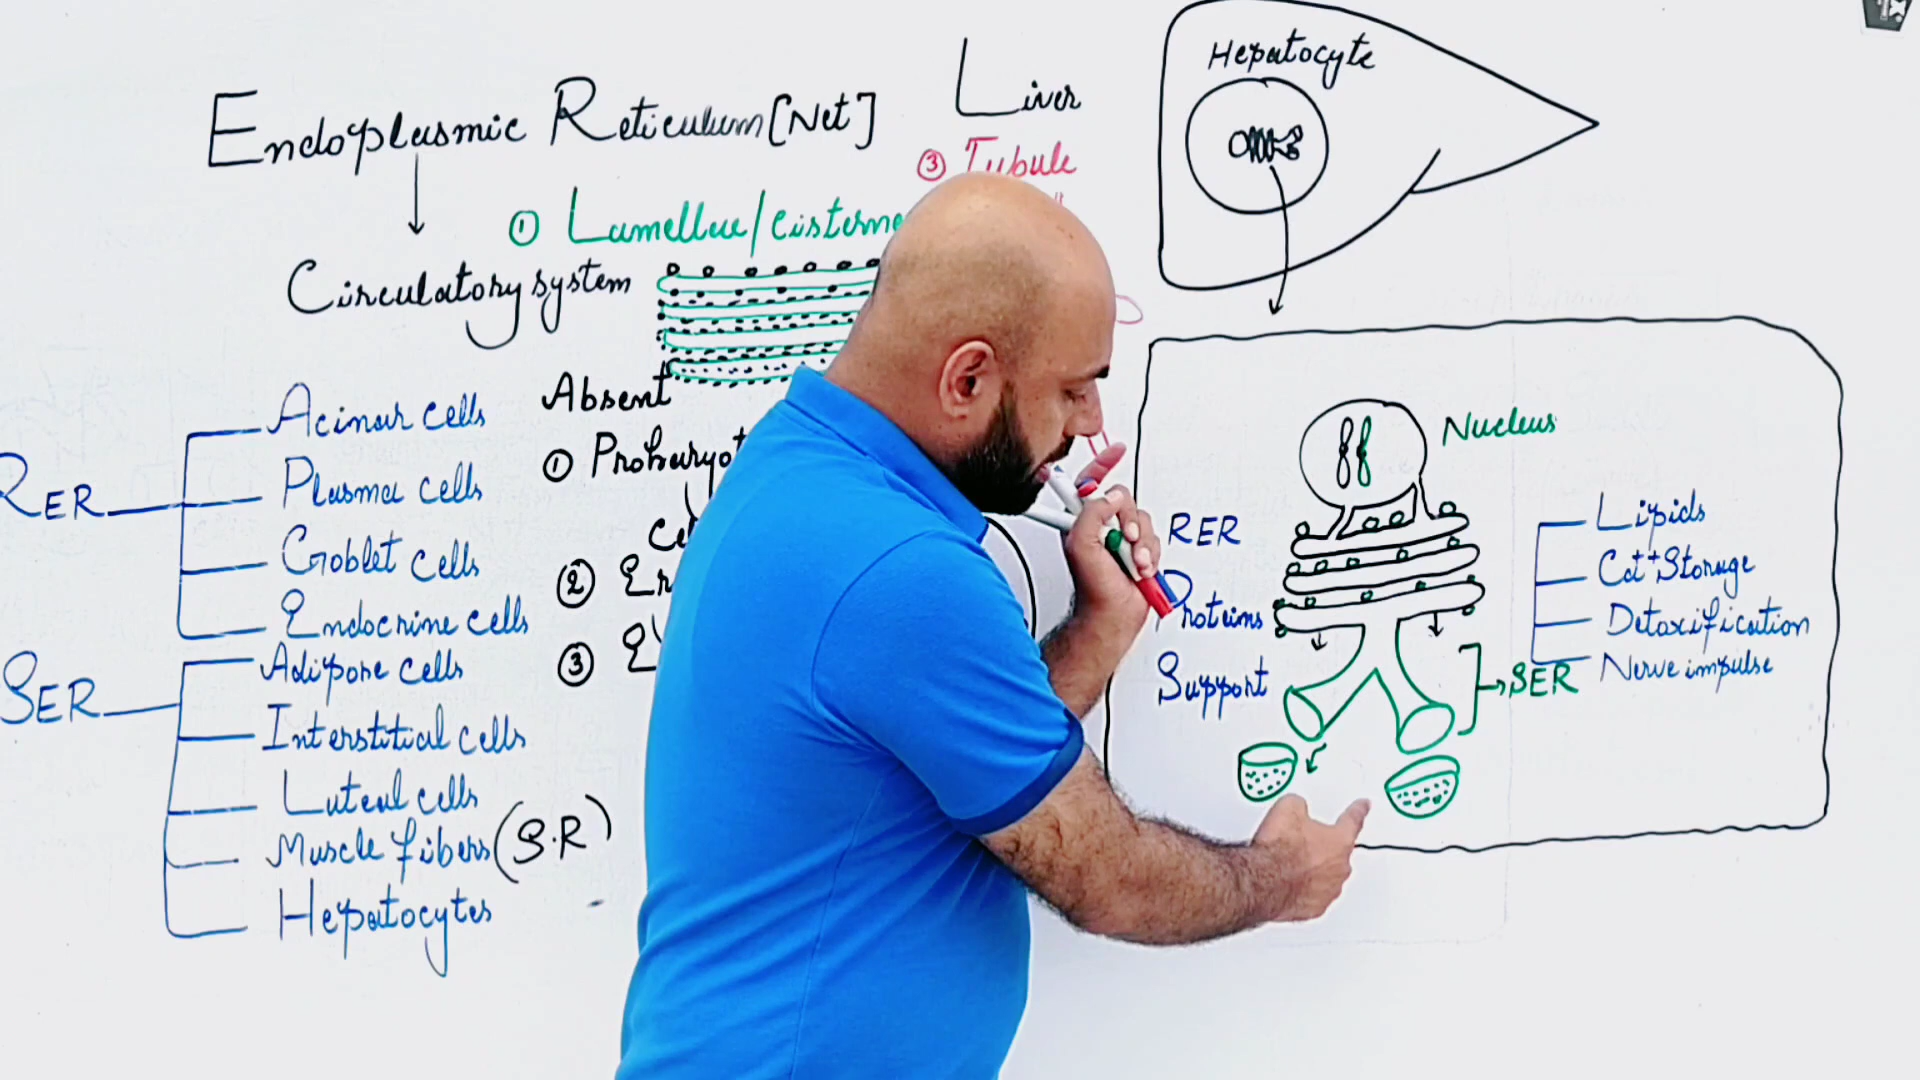 Endoplasmic Reticulum [Net]
Circulatory system
① Lamellae/Cisterne
Liver
③ Tubule
Hepatocyte
RER
Acinar cells
Plasma cells
Goblet cells
Endocrine cells
SER
Adipose cells
Interstitial cells
Luteal cells
Muscle fibers (S.R)
Hepatocytes
Absent
①
②
③
Nucleus
RER
Proteins
Support
SER
Lipids
Ca++ Storage
Detoxification
Nerve impulse